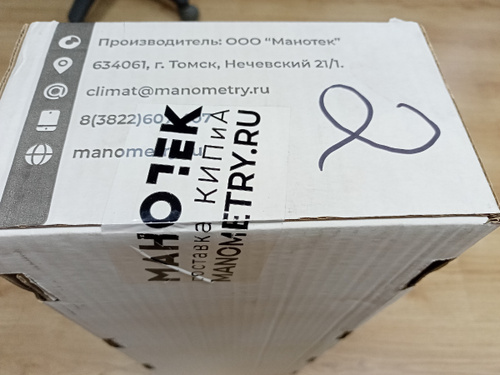 Производитель: ООО "Манотек"
634061, г. Томск, Нечевский 21/1.
climat@manometry.ru
МАНОТЕК
поставка КИПиА
MANOMETRY.RU